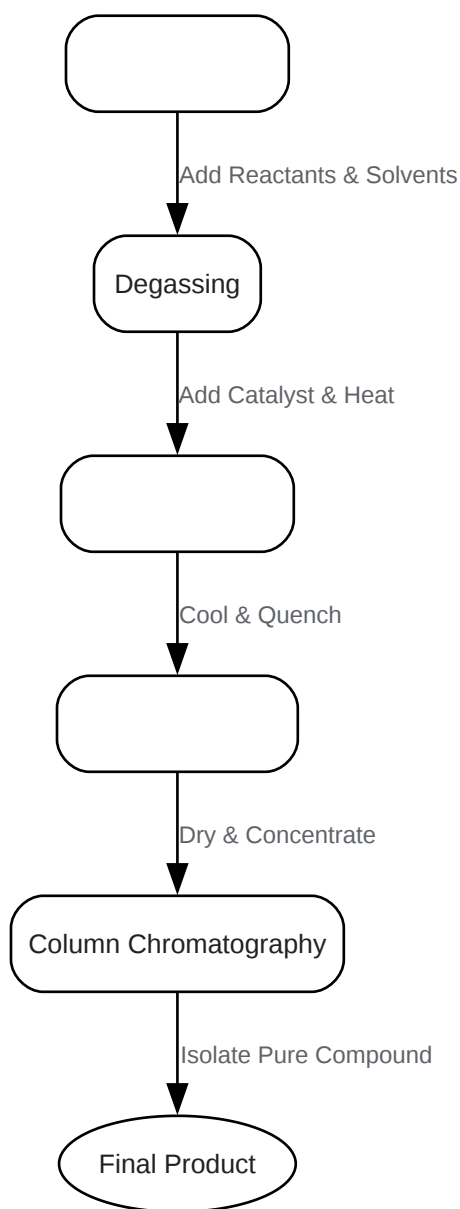 Add Reactants & Solvents
Degassing
Add Catalyst & Heat
Cool & Quench
Dry & Concentrate
Column Chromatography
Isolate Pure Compound
Final Product